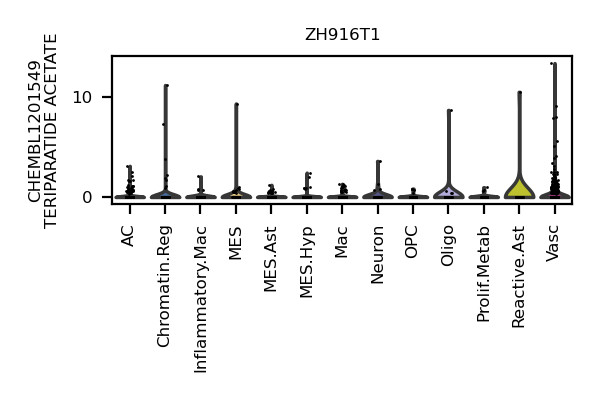 ZH916T1
CHEMBL1201549
TERIPARATIDE ACETATE
10
0
AC
Chromatin.Reg
Inflammatory.Mac
MES
MES.Ast
MES.Hyp
Mac
Neuron
OPC
Oligo
Prolif.Metab
Reactive.Ast
Vasc